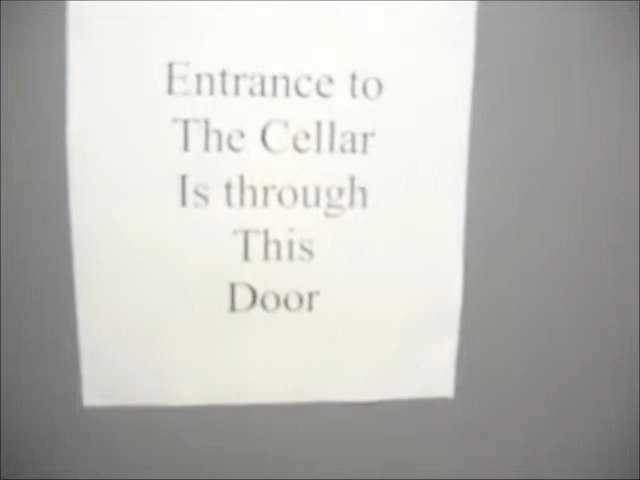 Entrance to
The Cellar
Is through
This
Door